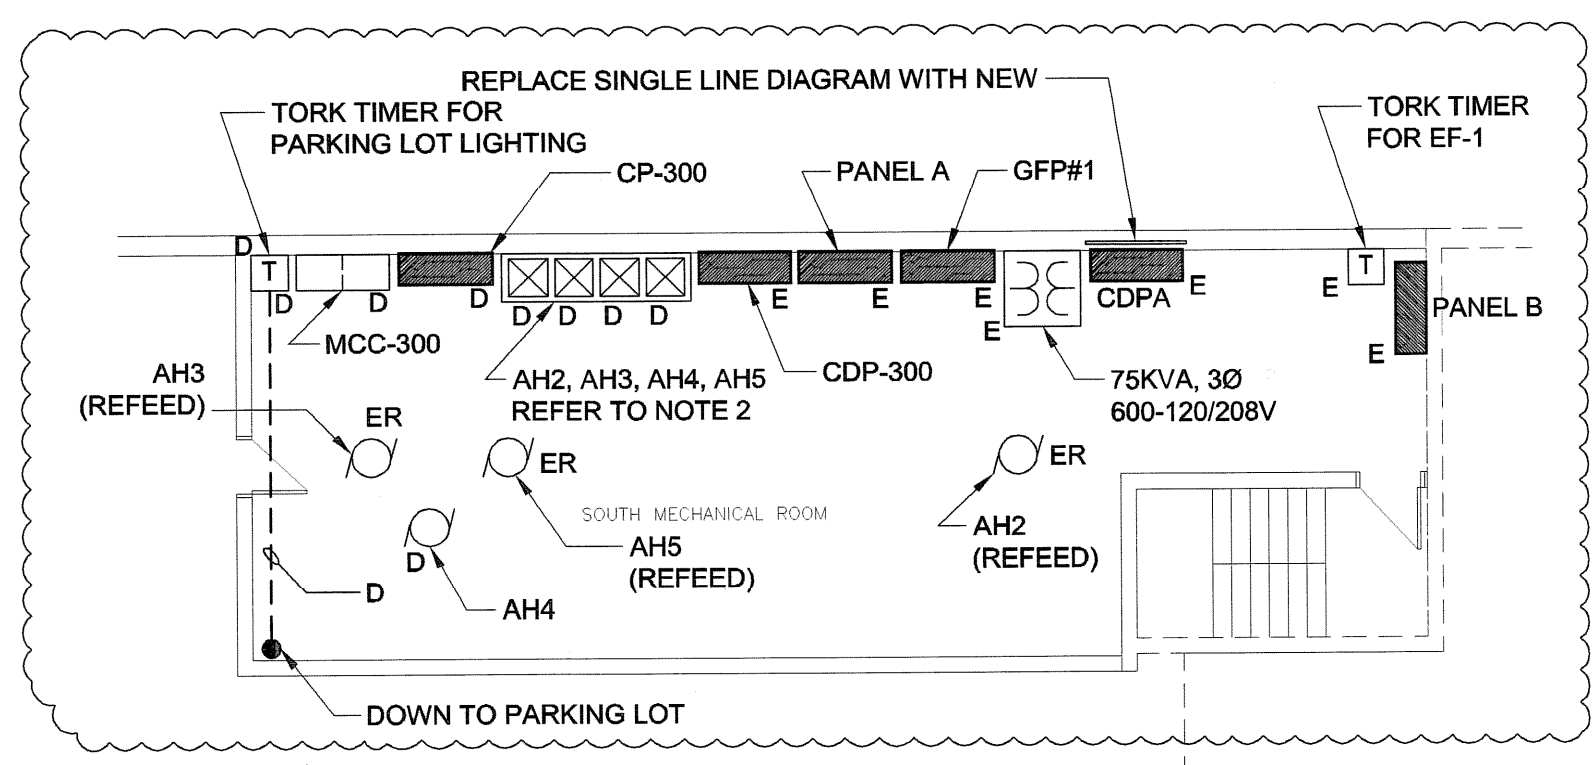 REPLACE SINGLE LINE DIAGRAM WITH NEW
TORK TIMER FOR
PARKING LOT LIGHTING
TORK TIMER
FOR EF-1
CP-300
PANEL A
GFP#1
D
T
D
D
D
D
D
D
D
E
E
E
E
CDPA
E
T
E
PANEL B
E
MCC-300
AH2, AH3, AH4, AH5
REFER TO NOTE 2
CDP-300
75KVA, 3Ø
600-120/208V
AH3
(REFEED)
ER
ER
ER
SOUTH MECHANICAL ROOM
AH5
(REFEED)
AH2
(REFEED)
D
AH4
D
DOWN TO PARKING LOT